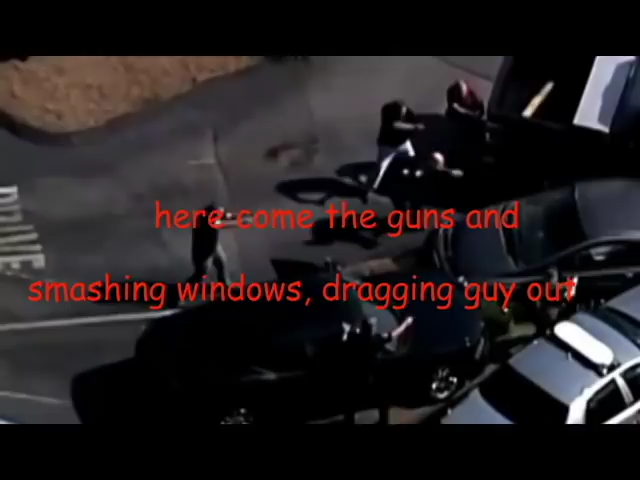 here come the guns and
smashing windows, dragging guy out